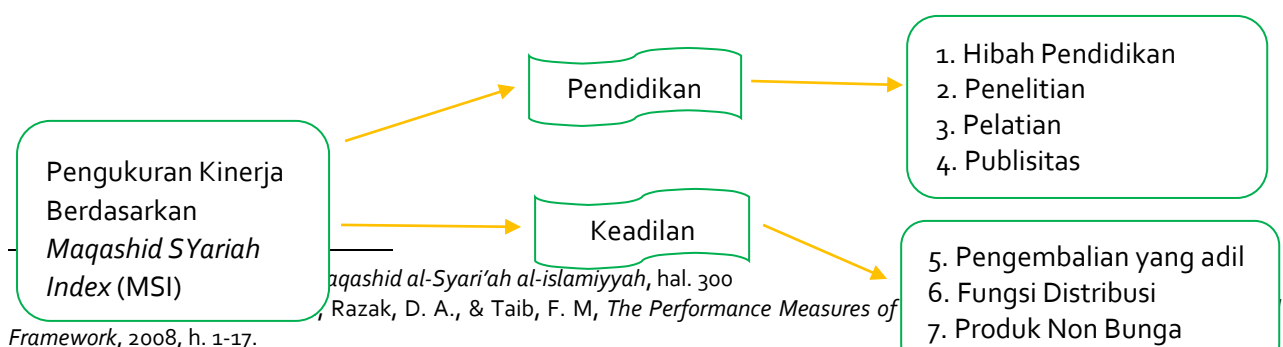 Pendidikan
1. Hibah Pendidikan
2. Penelitian
3. Pelatian
4. Publisitas
Pengukuran Kinerja
Berdasarkan
Maqashid SYariah
Index (MSI)
Keadilan
5. Pengembalian yang adil
6. Fungsi Distribusi
7. Produk Non Bunga
aqashid al-Syari’ah al-islamiyyah, hal. 300
, Razak, D. A., & Taib, F. M, The Performance Measures of
Framework, 2008, h. 1-17.